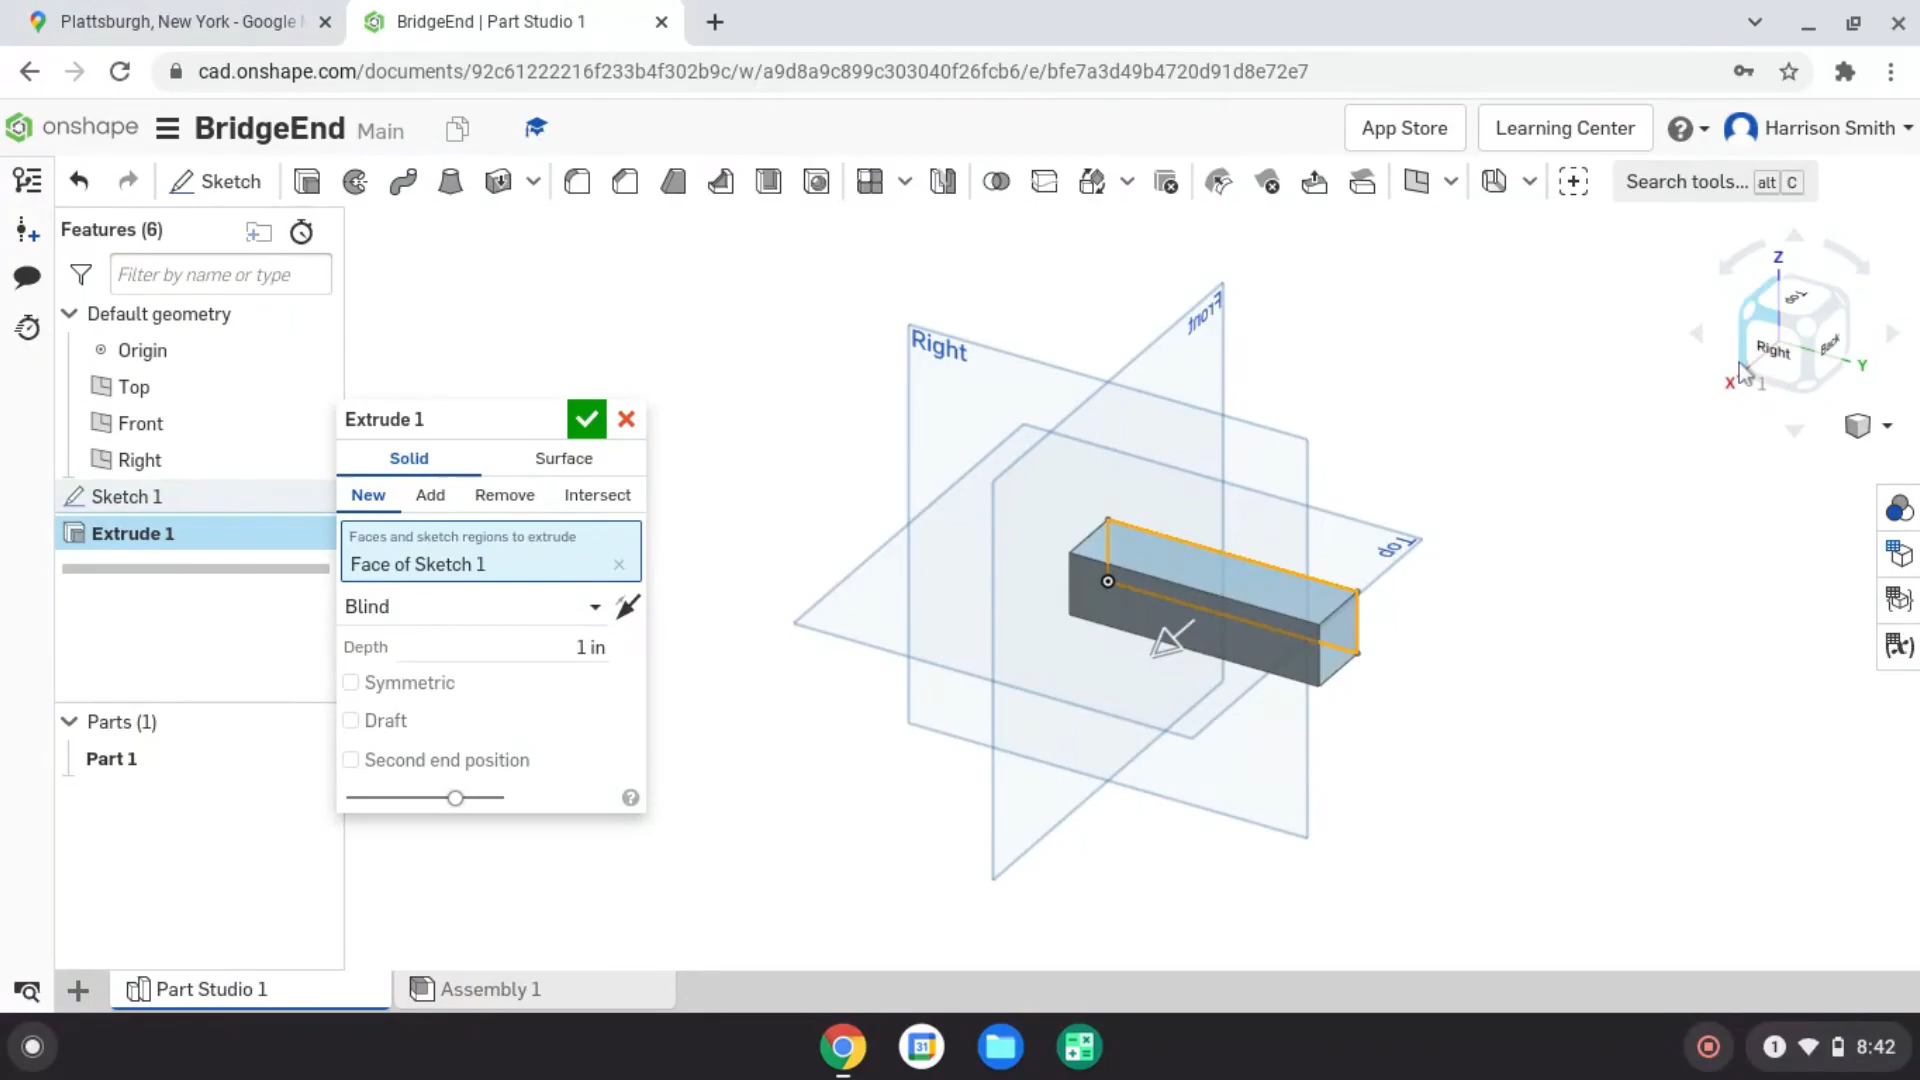 Plattsburgh, New York - Google
BridgeEnd | Part Studio 1
cad.onshape.com/documents/92c61222216f233b4f302b9c/w/a9d8a9c899c303040f26fcb6/e/bfe7a3d49b4720d91d8e72e7
onshape
BridgeEnd Main
App Store
Learning Center
Harrison Smith
Sketch
Search tools... alt C
Features (6)
Filter by name or type
Default geometry
Origin
Top
Front
Right
Sketch 1
Extrude 1
Parts (1)
Part 1
Extrude 1
Solid
Surface
New
Add
Remove
Intersect
Faces and sketch regions to extrude
Face of Sketch 1
Blind
Depth
1 in
Symmetric
Draft
Second end position
Right
Front
Top
Z
Top
Right
Back
X
Y
Part Studio 1
Assembly 1
31
1
8:42